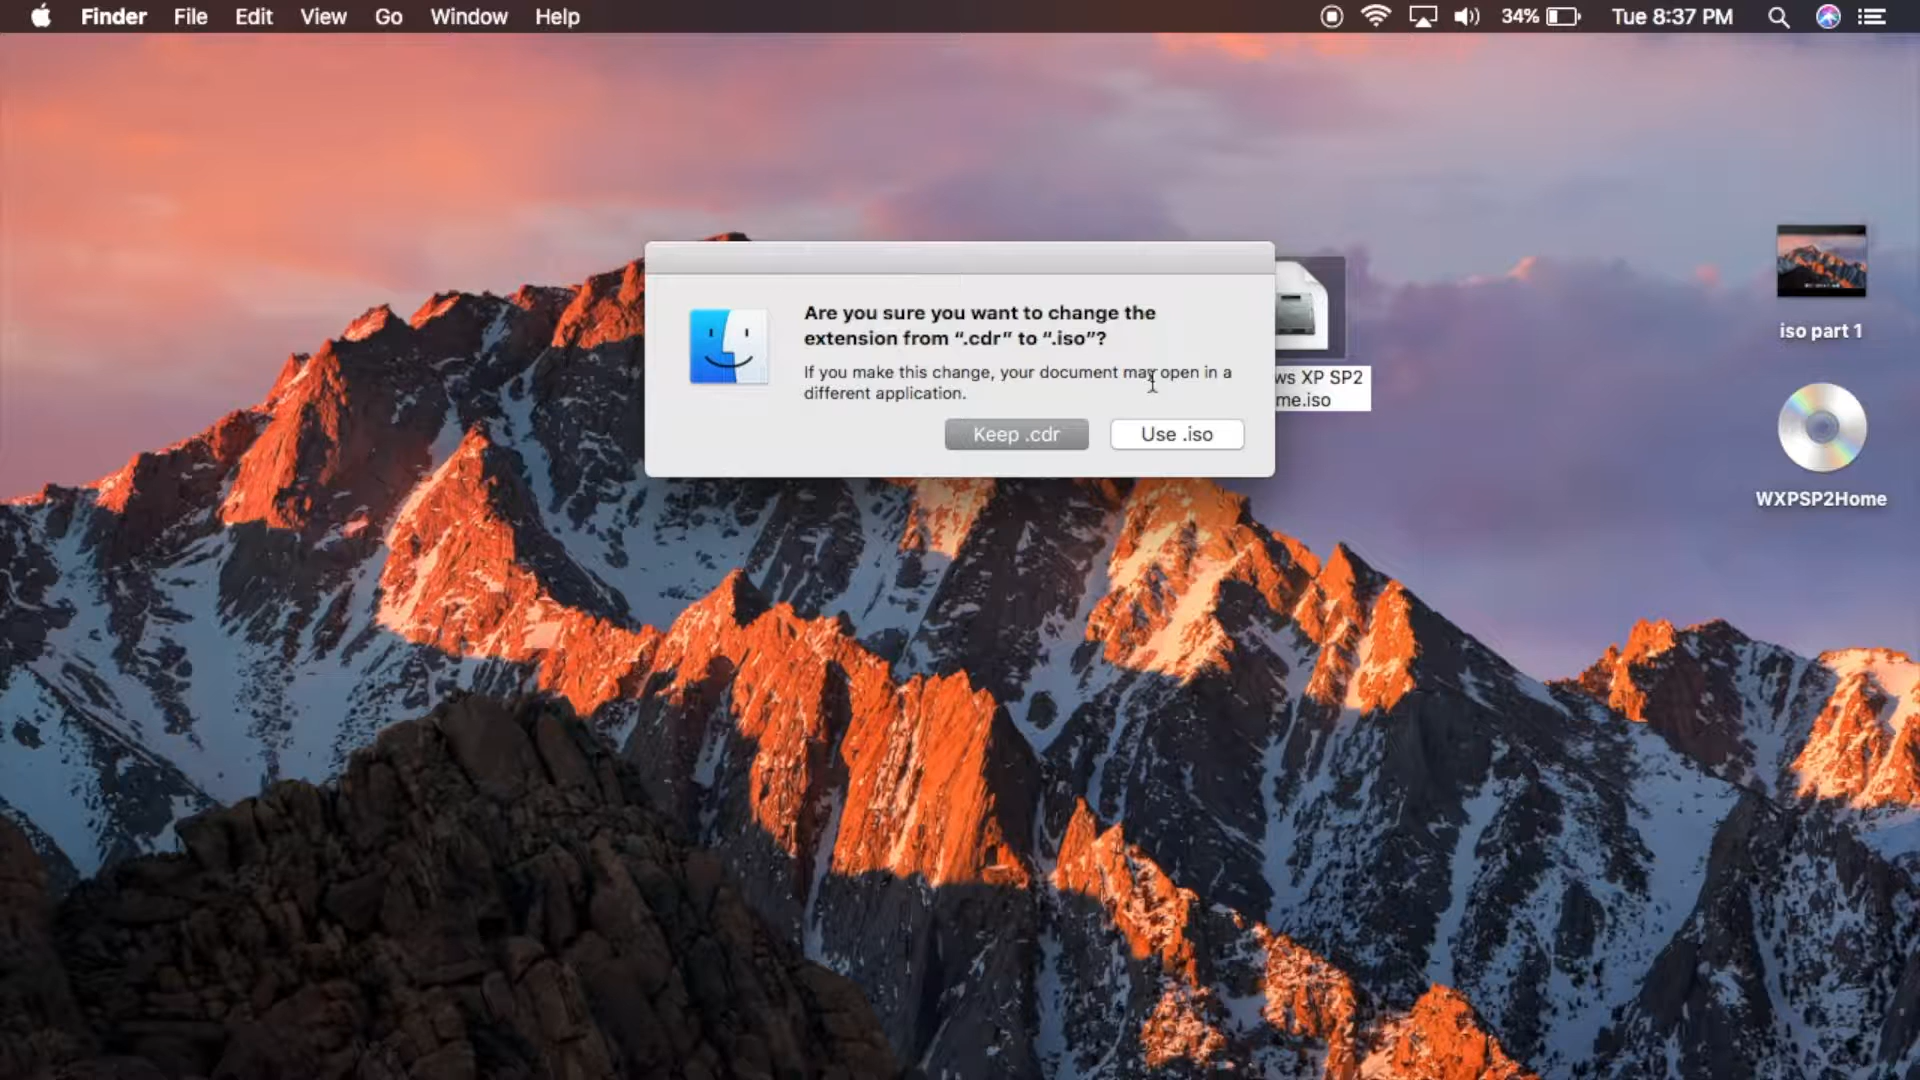 Finder File Edit View Go Window Help 34% Tue 8:37 PM
Are you sure you want to change the
extension from “.cdr” to “.iso”?
If you make this change, your document may open in a
different application.
Keep .cdr Use .iso
ws XP SP2
me.iso
iso part 1
WXPSP2Home